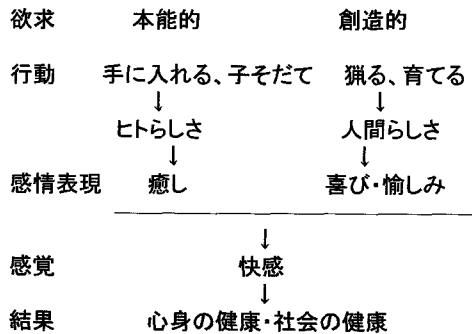 欲求 本能的 創造的
行動 手に入れる、子そだて 猟る、育てる
↓ ↓
ヒトらしさ 人間らしさ
↓ ↓
感情表現 癒し 喜び・愉しみ
↓
感覚 快感
↓
結果 心身の健康・社会の健康